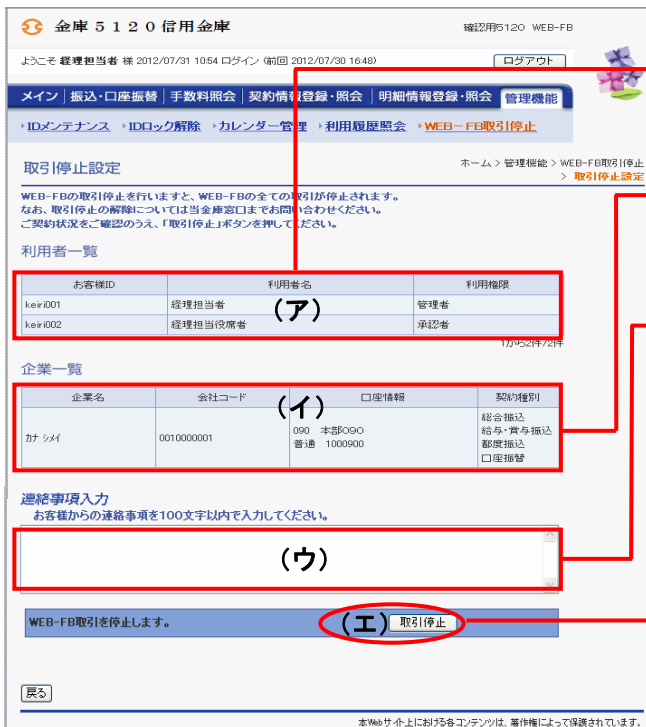 金庫５１２０信用金庫
確認用5120 WEB-FB
ようこそ 経理担当者 様 2012/07/31 10:54 ログイン (前回 2012/07/30 16:48)
ログアウト
メイン 振込・口座振替 手数料照会 契約情報登録・照会 明細情報登録・照会 管理機能
IDメンテナンス IDロック解除 カレンダー管理 利用履歴照会 WEB－FB取引停止
取引停止設定
ホーム > 管理機能 > WEB-FB取引停止
> 取引停止設定
WEB-FBの取引停止を行いますと、WEB-FBの全ての取引が停止されます。
なお、取引停止の解除については当金庫窓口までお問い合わせください。
ご契約状況をご確認のうえ、「取引停止」ボタンを押してください。
利用者一覧
お客様ID 利用者名 利用権限
keiri001 経理担当者 管理者
（ア）
keiri002 経理担当役席者 承認者
1から2件/2件
企業一覧
企業名 会社コード 口座情報 契約種別
（イ）
カナ シメイ 0010000001
090 本部０９０
普通 1000900
総合振込
給与・賞与振込
都度振込
口座振替
連絡事項入力
お客様からの連絡事項を100文字以内で入力してください。
（ウ）
WEB-FB取引を停止します。 （エ） 取引停止
戻る
本Webサイト上における各コンテンツは、著作権によって保護されています。